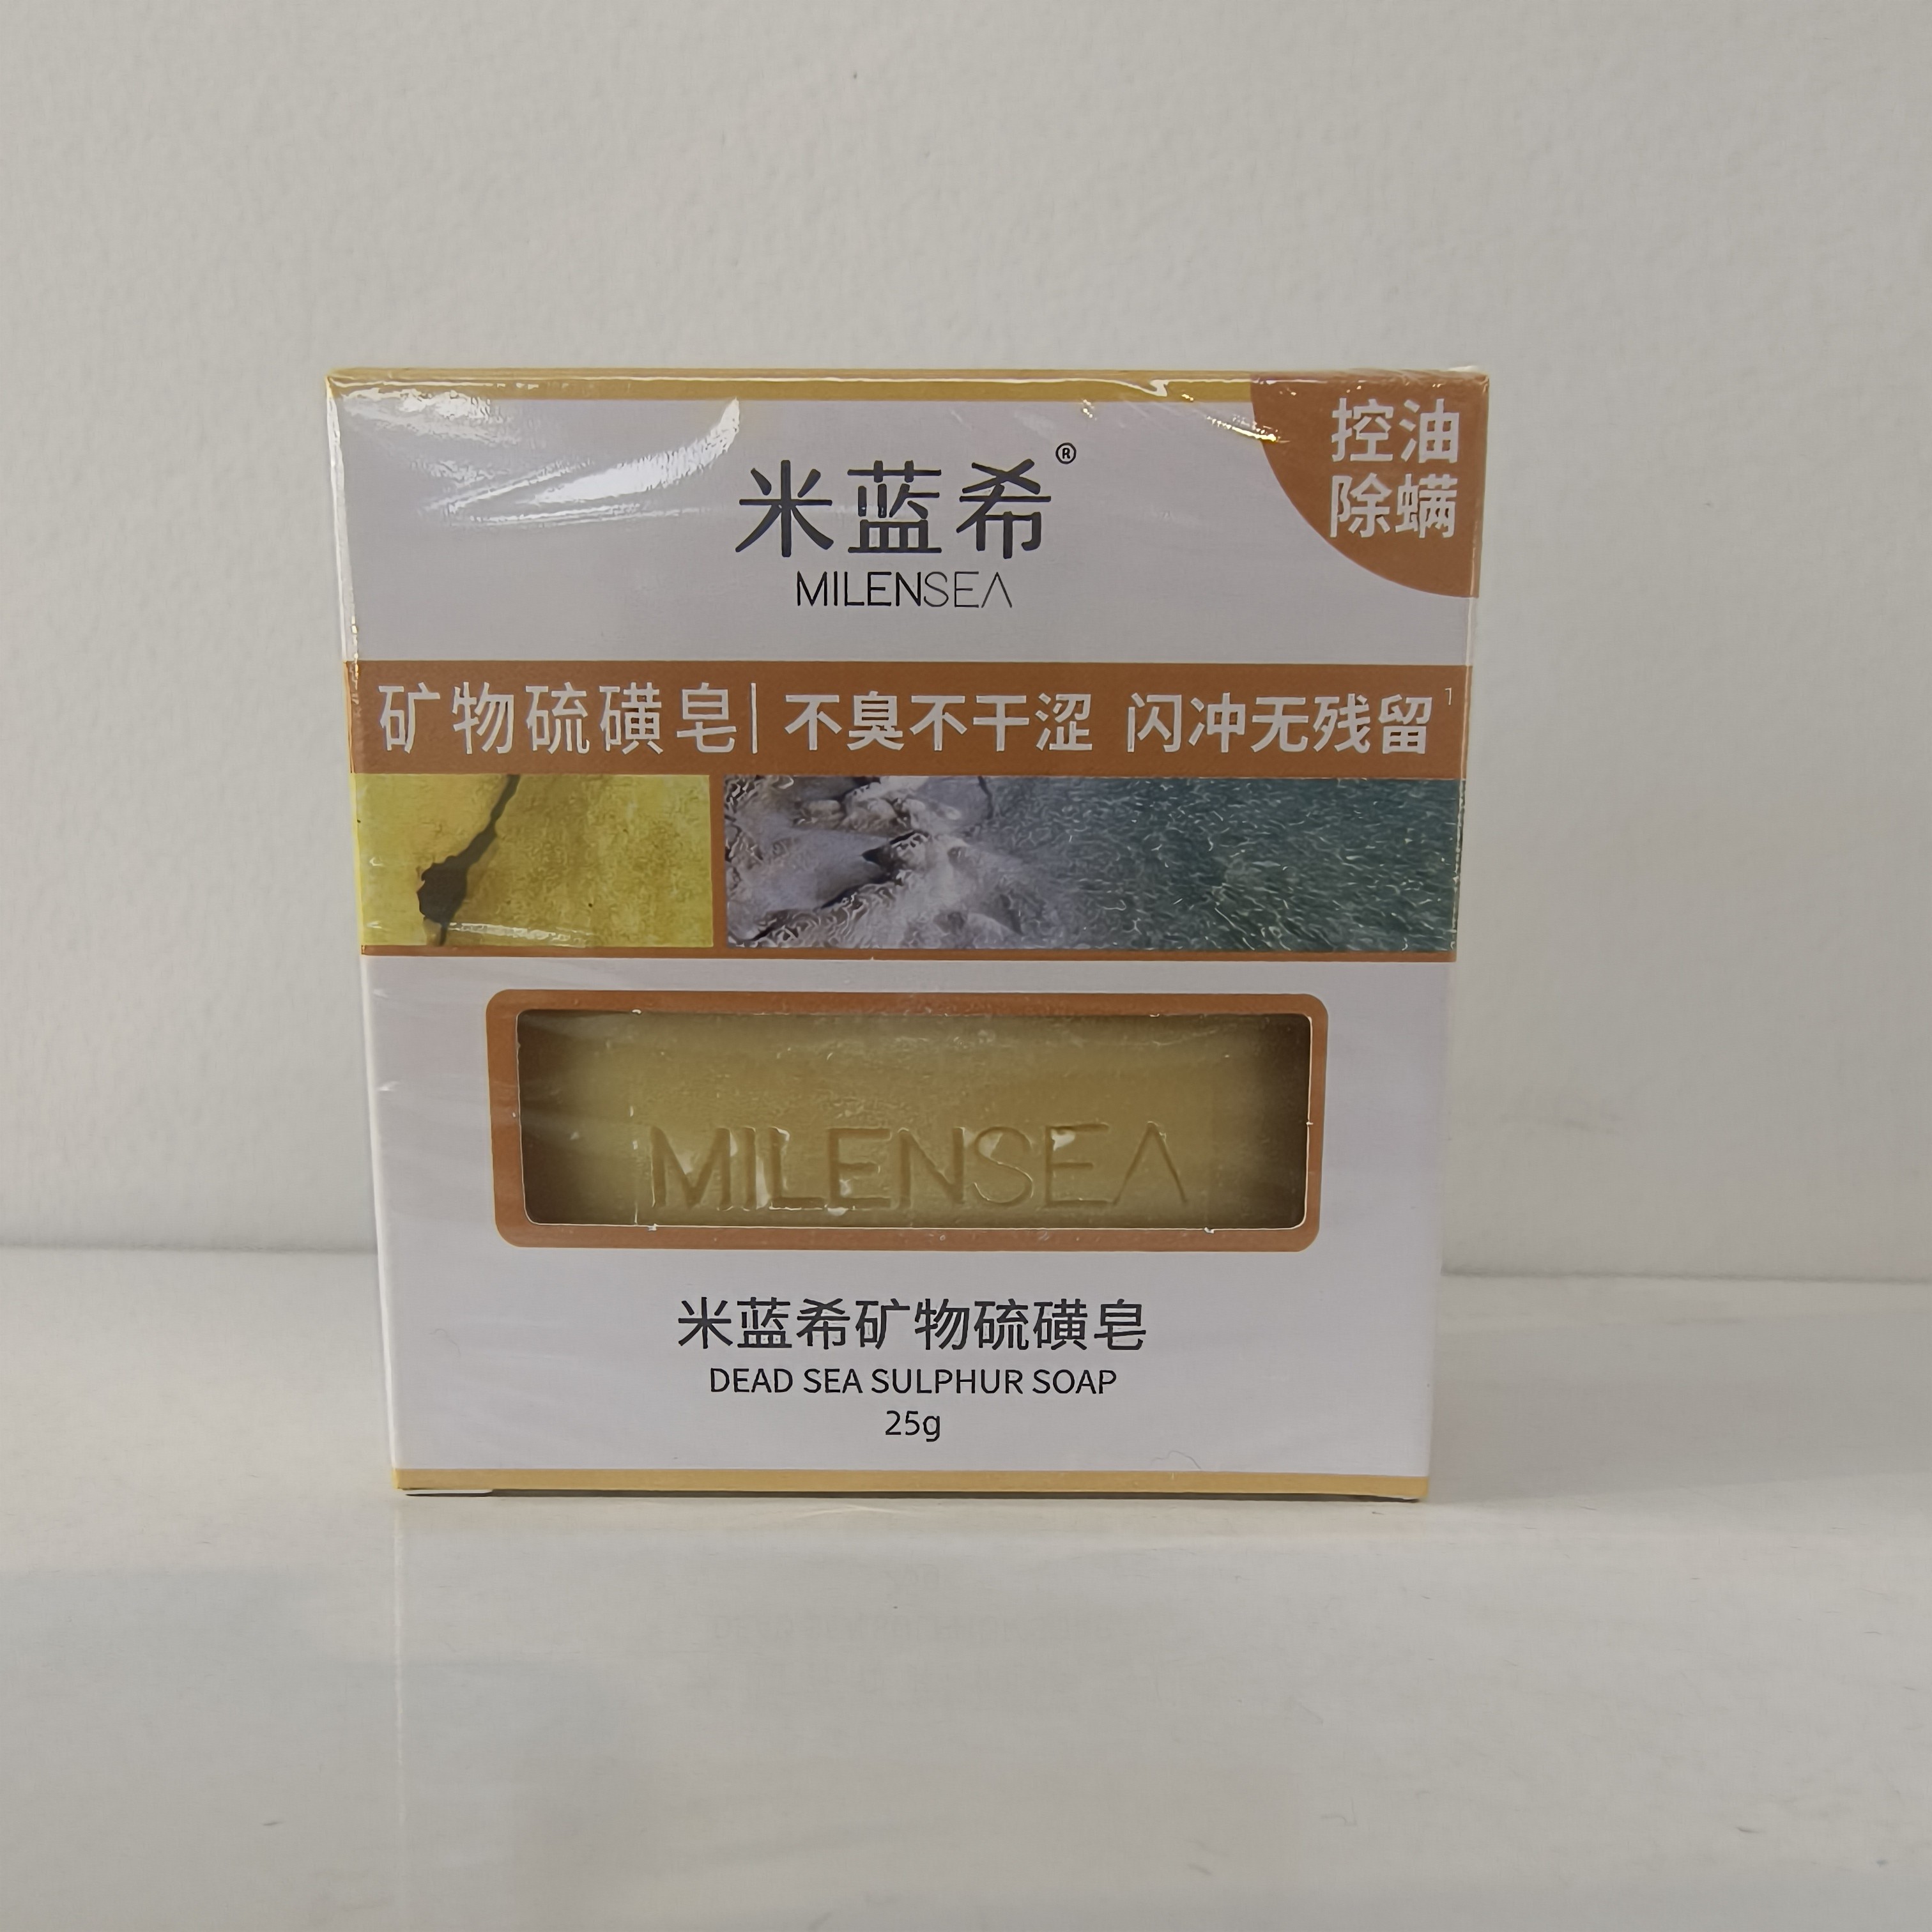 控油
除螨
米蓝希®
MILENSEA
矿物硫磺皂| 不臭不干涩 闪冲无残留¹
MILENSEA
米蓝希矿物硫磺皂
DEAD SEA SULPHUR SOAP
25g